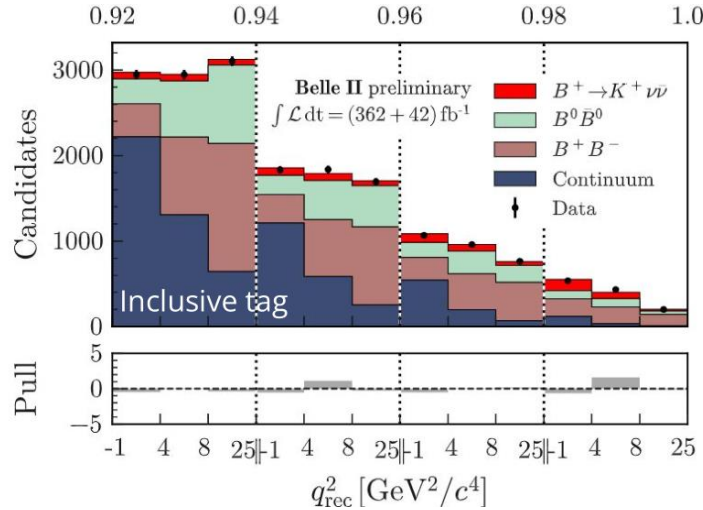 0.92 0.94 0.96 0.98 1.0
3000
2000
1000
0
Candidates
Belle II preliminary
∫ ℒ dt = (362 + 42) fb⁻¹
B⁺ → K⁺νν̄
B⁰B̄⁰
B⁺B⁻
Continuum
Data
Inclusive tag
5
0
−5
Pull
-1 4 8 25∥-1 4 8 25∥-1 4 8 25∥-1 4 8 25
q²rec [GeV²/c⁴]